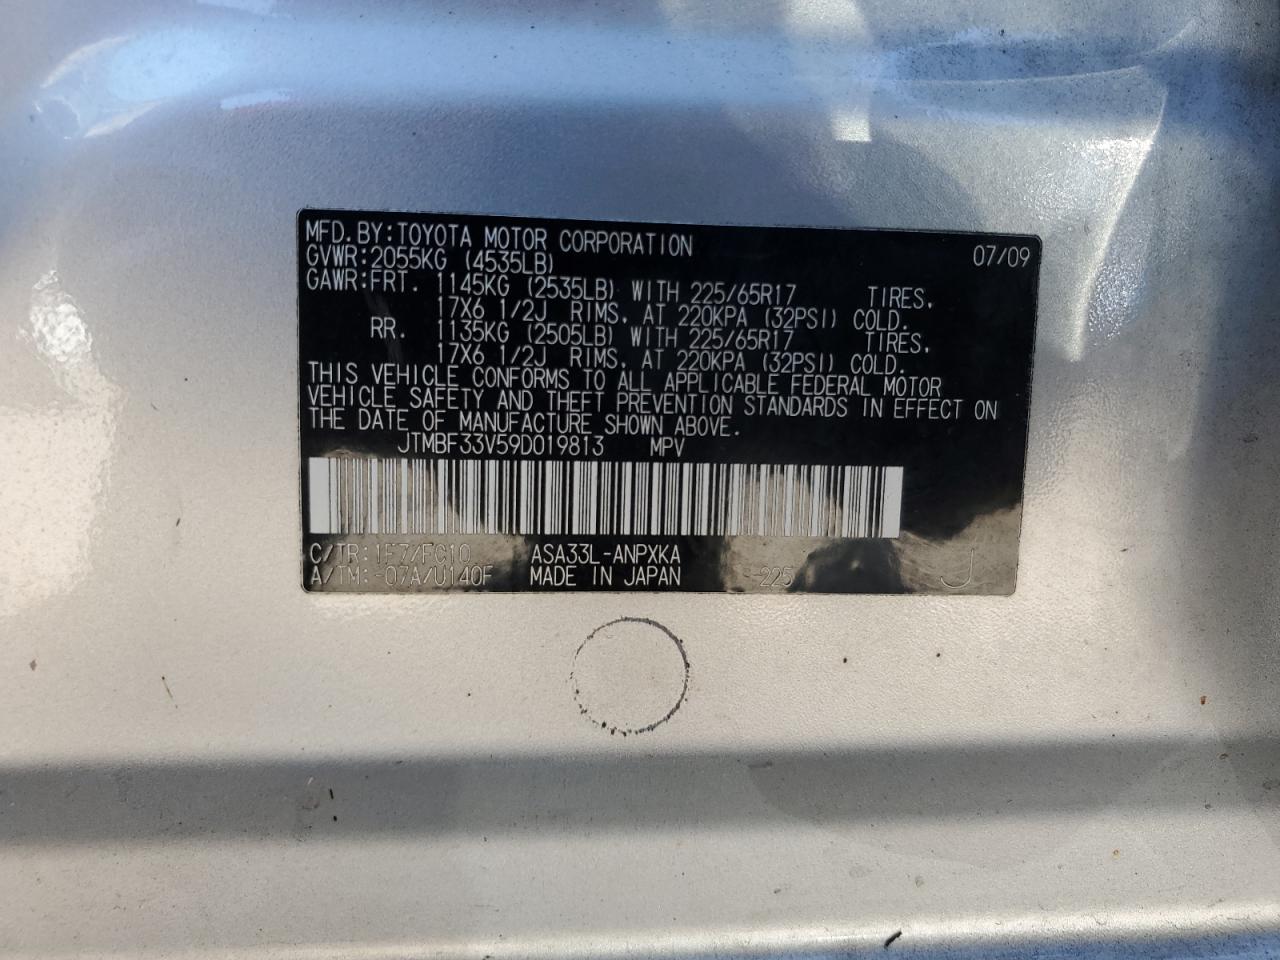 MFD.BY:TOYOTA MOTOR CORPORATION 07/09
GVWR:2055KG (4535LB)
GAWR:FRT. 1145KG (2535LB) WITH 225/65R17 TIRES.
17X6 1/2J RIMS. AT 220KPA (32PSI) COLD.
RR. 1135KG (2505LB) WITH 225/65R17 TIRES.
17X6 1/2J RIMS. AT 220KPA (32PSI) COLD.
THIS VEHICLE CONFORMS TO ALL APPLICABLE FEDERAL MOTOR
VEHICLE SAFETY AND THEFT PREVENTION STANDARDS IN EFFECT ON
THE DATE OF MANUFACTURE SHOWN ABOVE.
JTMBF33V59D019813 MPV
C/TR:1F7/FG10 ASA33L-ANPXKA J
A/TM:-07A/U140F MADE IN JAPAN 225